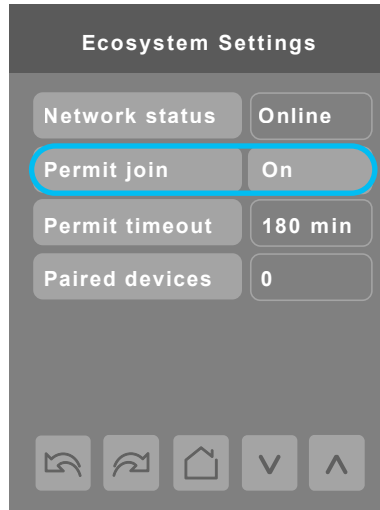 Ecosystem Settings
Network status Online
Permit join On
Permit timeout 180 min
Paired devices 0